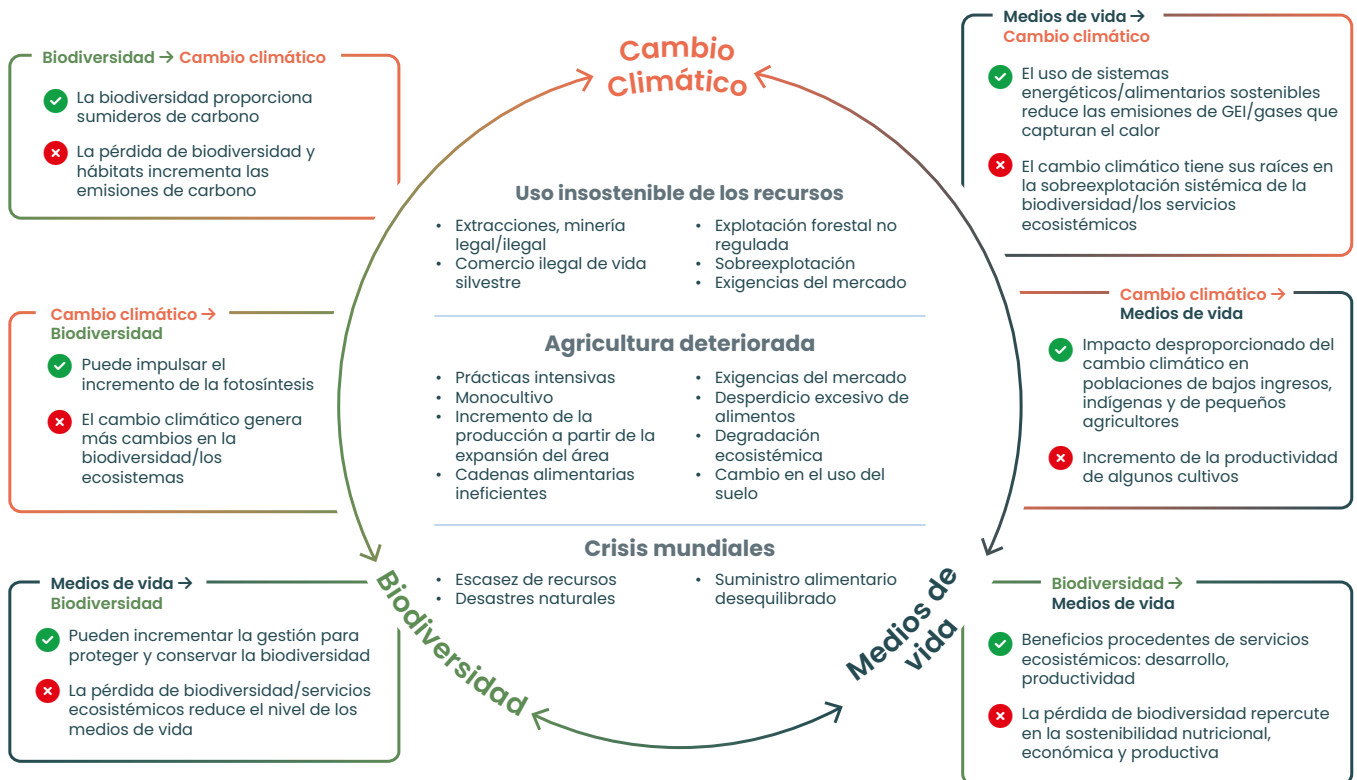 Biodiversidad → Cambio climático
La biodiversidad proporciona
sumideros de carbono
La pérdida de biodiversidad y
hábitats incrementa las
emisiones de carbono
Cambio climático →
Biodiversidad
Puede impulsar el
incremento de la fotosíntesis
El cambio climático genera
más cambios en la
biodiversidad/los
ecosistemas
Medios de vida →
Biodiversidad
Pueden incrementar la gestión para
proteger y conservar la biodiversidad
La pérdida de biodiversidad/servicios
ecosistémicos reduce el nivel de los
medios de vida
Cambio
Climático
Uso insostenible de los recursos
• Extracciones, minería
legal/ilegal
• Comercio ilegal de vida
silvestre
• Explotación forestal no
regulada
• Sobreexplotación
• Exigencias del mercado
Agricultura deteriorada
• Prácticas intensivas
• Monocultivo
• Incremento de la
producción a partir de la
expansión del área
• Cadenas alimentarias
ineficientes
• Exigencias del mercado
• Desperdicio excesivo de
alimentos
• Degradación
ecosistémica
• Cambio en el uso del
suelo
Crisis mundiales
• Escasez de recursos
• Desastres naturales
• Suministro alimentario
desequilibrado
Biodiversidad
Medios de
vida
Medios de vida →
Cambio climático
El uso de sistemas
energéticos/alimentarios sostenibles
reduce las emisiones de GEI/gases que
capturan el calor
El cambio climático tiene sus raíces en
la sobreexplotación sistémica de la
biodiversidad/los servicios
ecosistémicos
Cambio climático →
Medios de vida
Impacto desproporcionado del
cambio climático en
poblaciones de bajos ingresos,
indígenas y de pequeños
agricultores
Incremento de la productividad
de algunos cultivos
Biodiversidad →
Medios de vida
Beneficios procedentes de servicios
ecosistémicos: desarrollo,
productividad
La pérdida de biodiversidad repercute
en la sostenibilidad nutricional,
económica y productiva